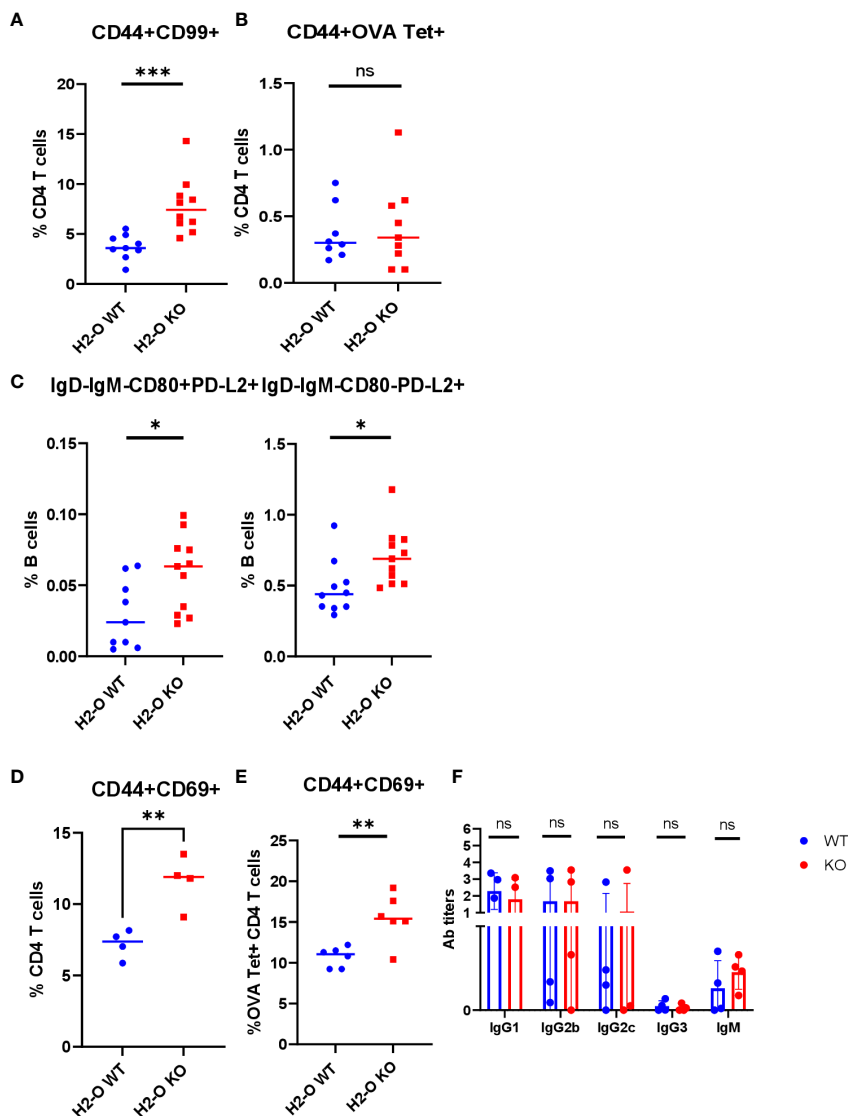 A
CD44+CD99+
***
20
15
10
5
0
% CD4 T cells
H2-O WT
H2-O KO
B
CD44+OVA Tet+
ns
1.5
1.0
0.5
0.0
% CD4 T cells
H2-O WT
H2-O KO
C
IgD-IgM-CD80+PD-L2+
*
0.15
0.10
0.05
0.00
% B cells
H2-O WT
H2-O KO
IgD-IgM-CD80-PD-L2+
*
1.5
1.0
0.5
0.0
% B cells
H2-O WT
H2-O KO
D
CD44+CD69+
**
15
10
5
0
% CD4 T cells
H2-O WT
H2-O KO
E
CD44+CD69+
**
25
20
15
10
5
0
%OVA Tet+ CD4 T cells
H2-O WT
H2-O KO
F
ns
ns
ns
ns
ns
6
5
4
3
2
1
0
Ab titers
IgG1
IgG2b
IgG2c
IgG3
IgM
WT
KO